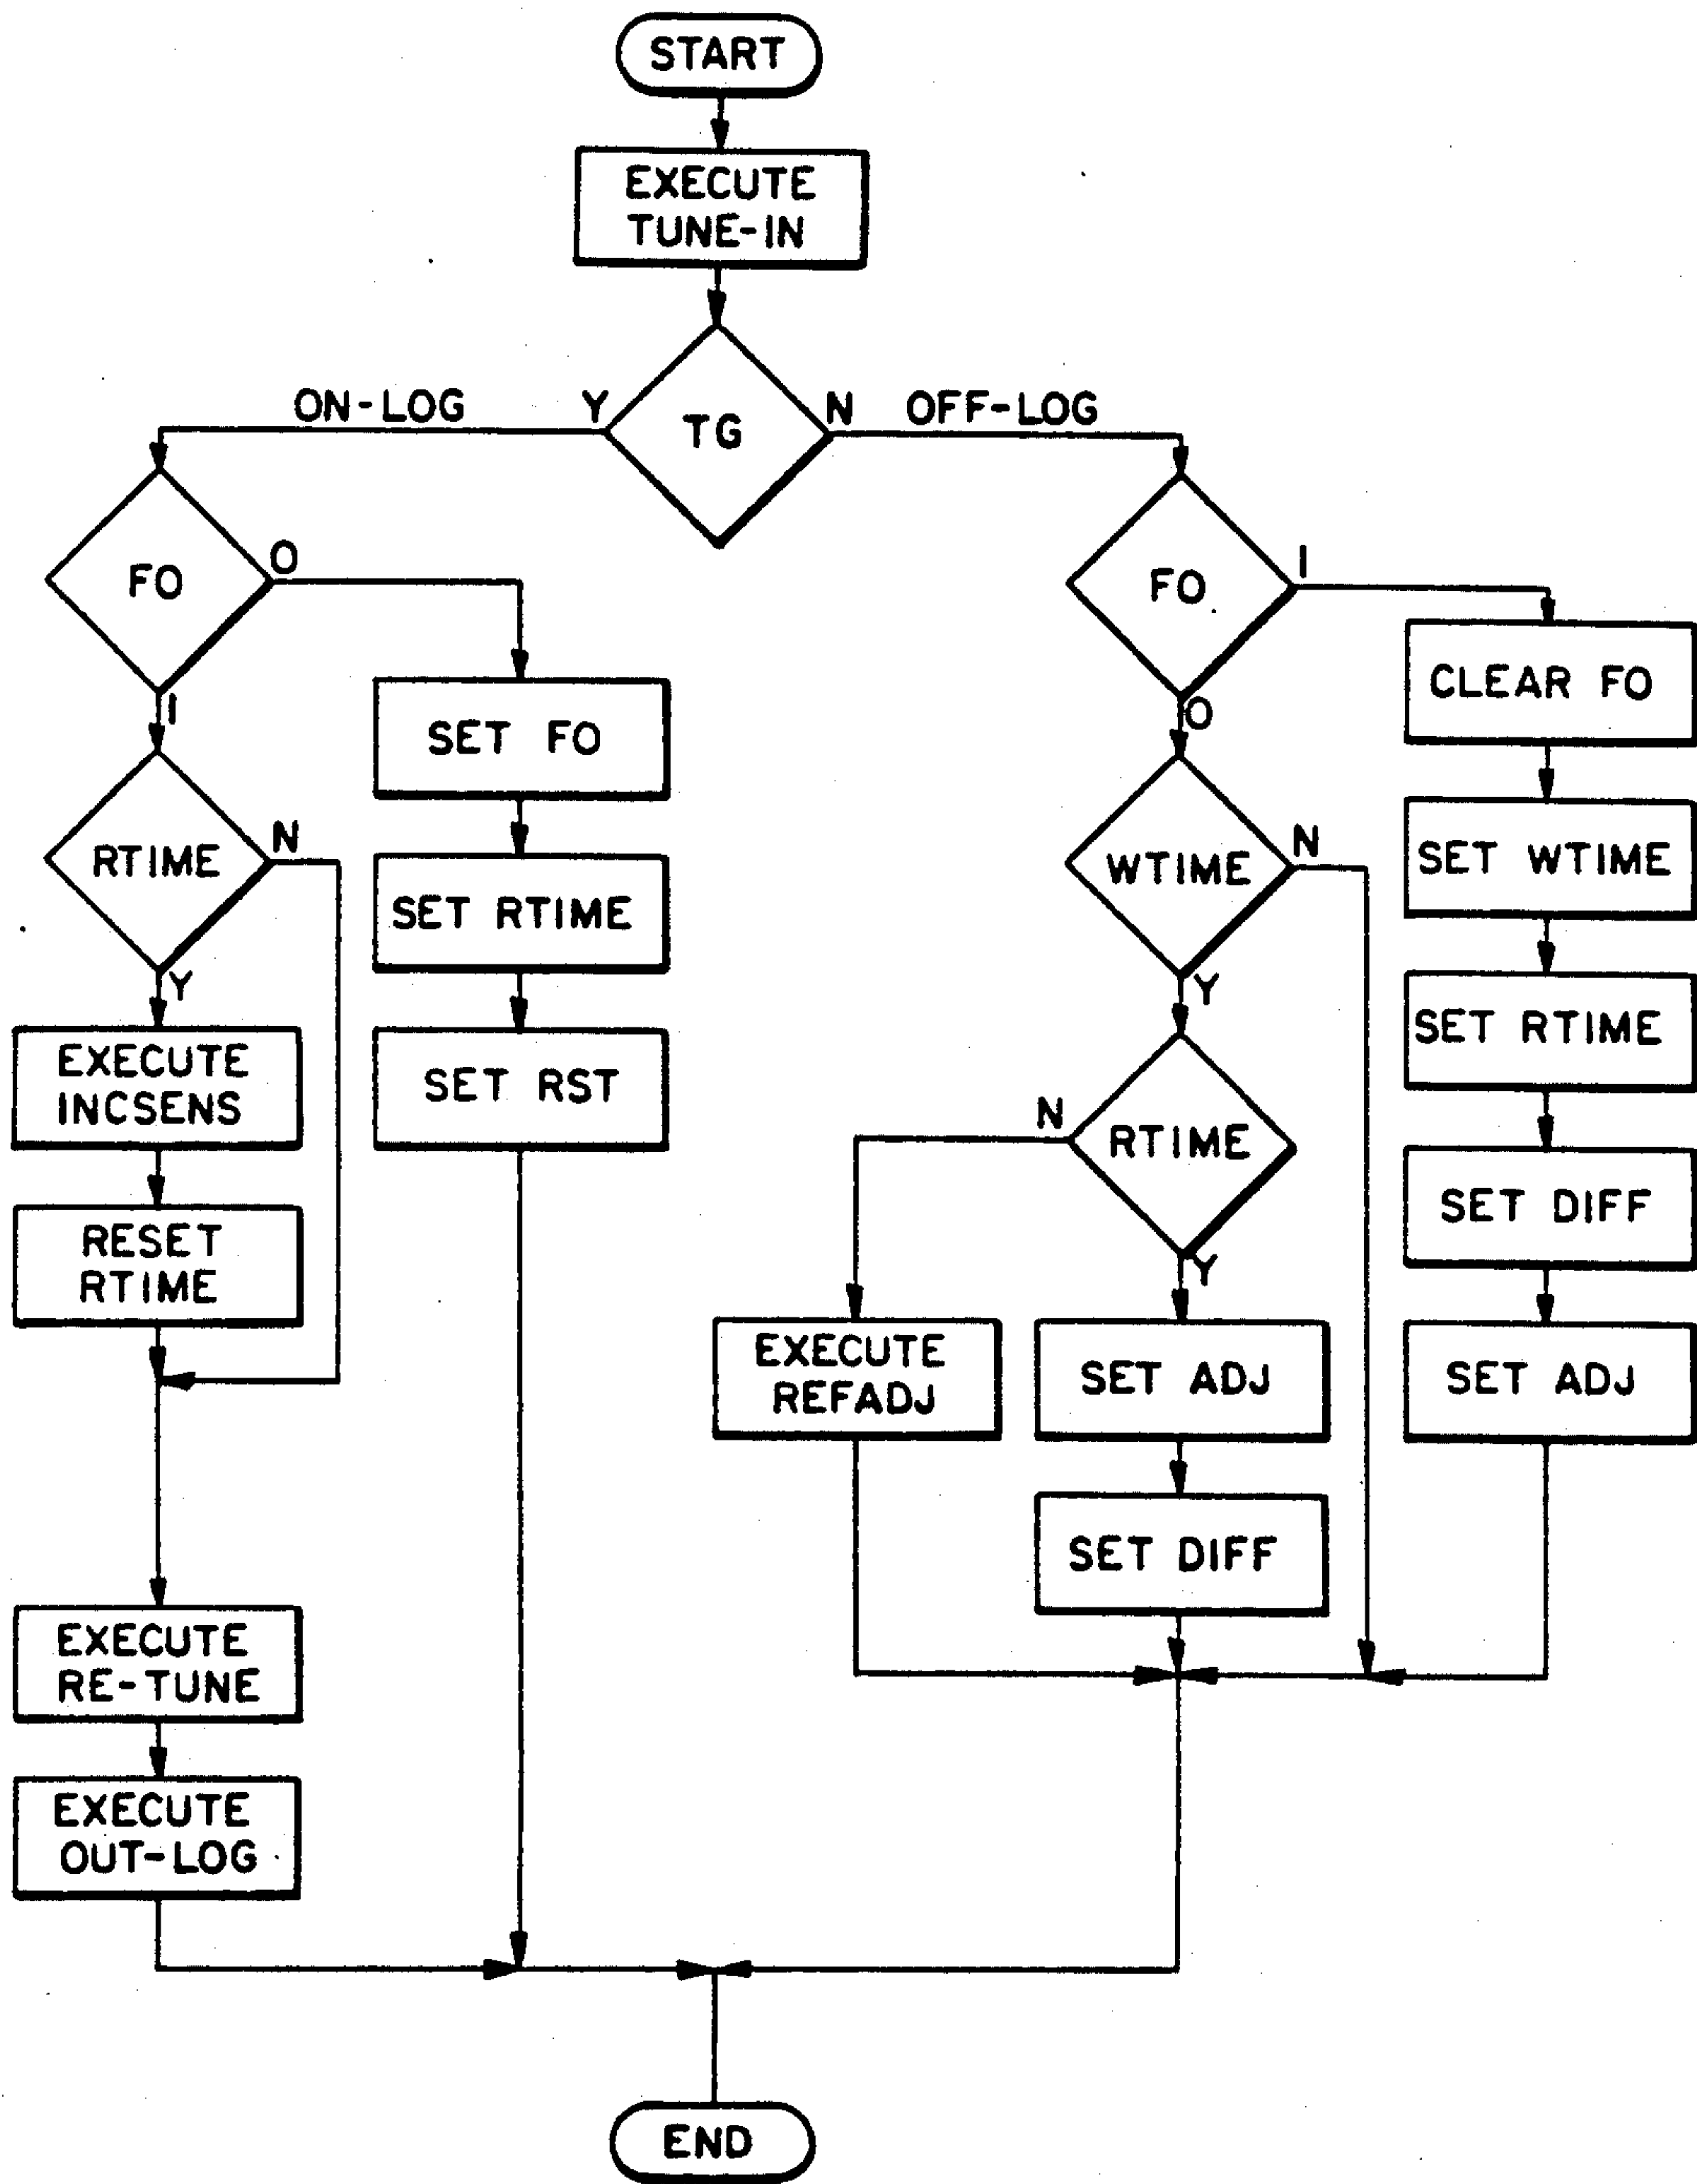 START
EXECUTE
TUNE-IN
ON-LOG Y TG N OFF-LOG
FO O
FO I
I
O
SET FO
CLEAR FO
RTIME N
SET RTIME
WTIME N
SET WTIME
Y
Y
EXECUTE
INCSENS
SET RST
N RTIME
SET RTIME
Y
RESET
RTIME
SET DIFF
EXECUTE
REFADJ
SET ADJ
SET ADJ
SET DIFF
EXECUTE
RE-TUNE
EXECUTE
OUT-LOG
END